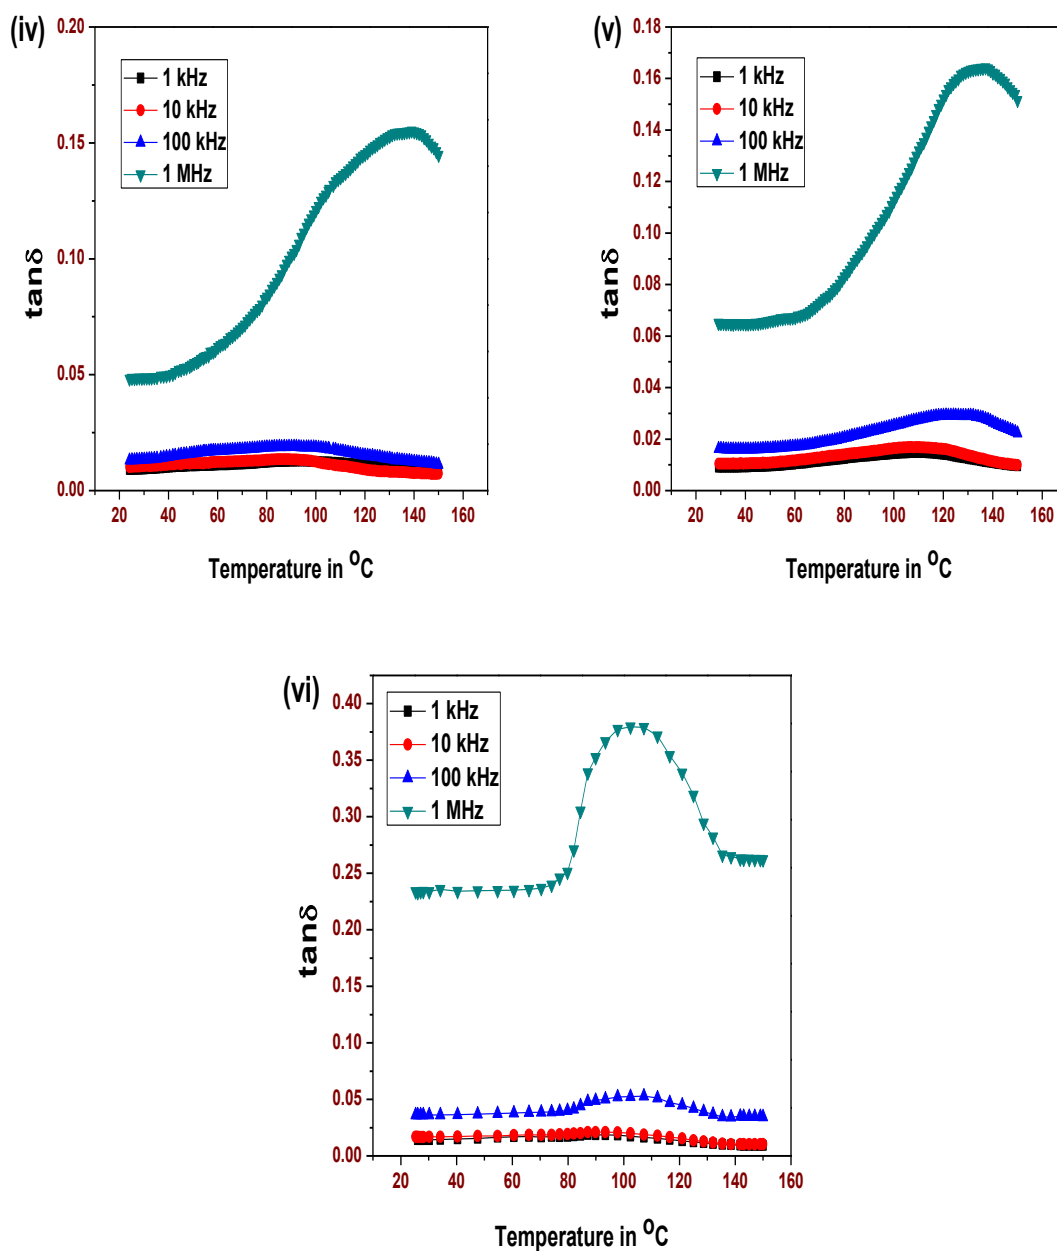 (iv)
1 kHz
10 kHz
100 kHz
1 MHz
0.20
0.15
0.10
0.05
0.00
tanδ
20 40 60 80 100 120 140 160
Temperature in °C
(v)
1 kHz
10 kHz
100 kHz
1 MHz
0.18
0.16
0.14
0.12
0.10
0.08
0.06
0.04
0.02
0.00
tanδ
20 40 60 80 100 120 140 160
Temperature in °C
(vi)
1 kHz
10 kHz
100 kHz
1 MHz
0.40
0.35
0.30
0.25
0.20
0.15
0.10
0.05
0.00
tanδ
20 40 60 80 100 120 140 160
Temperature in °C